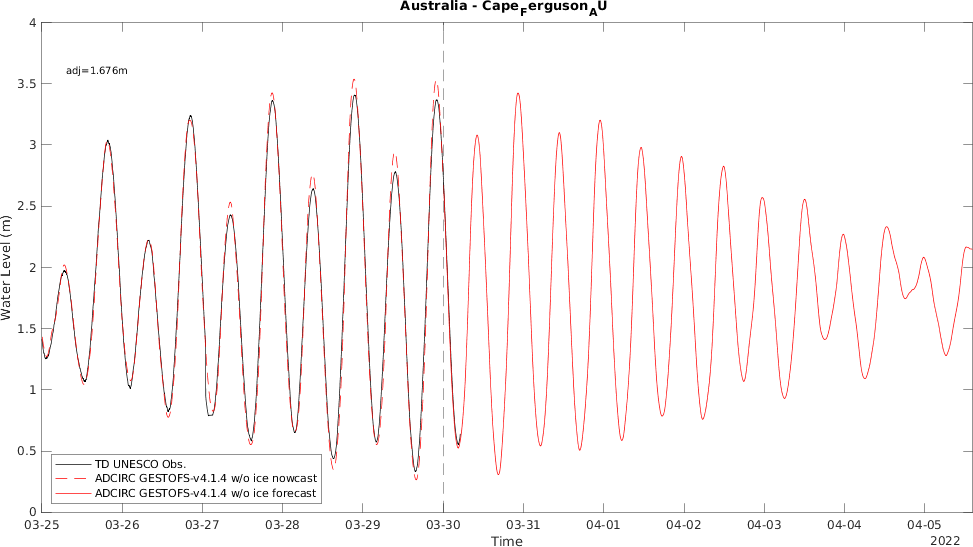 Australia - Cape_Ferguson_AU
4
adj=1.676m
3.5
3
2.5
2
1.5
1
0.5
0
Water Level (m)
TD UNESCO Obs.
ADCIRC GESTOFS-v4.1.4 w/o ice nowcast
ADCIRC GESTOFS-v4.1.4 w/o ice forecast
03-25 03-26 03-27 03-28 03-29 03-30 03-31 04-01 04-02 04-03 04-04 04-05
Time
2022